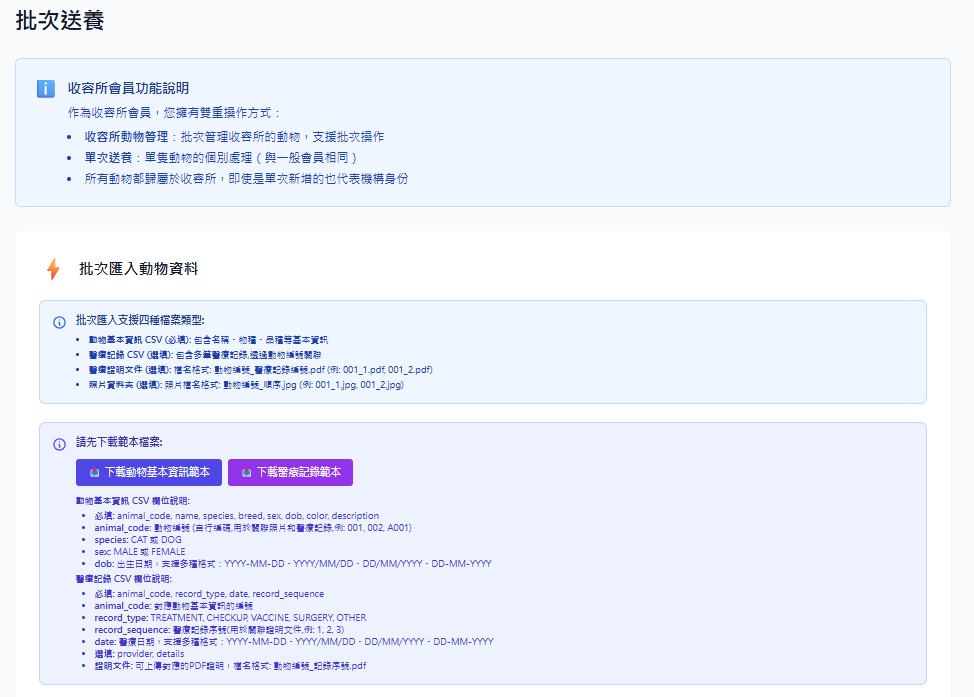 批次送養
收容所會員功能說明
作為收容所會員，您擁有雙重操作方式：
• 收容所動物管理：批次管理收容所的動物，支援批次操作
• 單次送養：單隻動物的個別處理（與一般會員相同）
• 所有動物都歸屬於收容所，即使是單次新增的也代表機構身份
批次匯入動物資料
批次匯入支援四種檔案類型:
• 動物基本資訊 CSV (必填): 包含名稱、物種、品種等基本資訊
• 醫療記錄 CSV (選填): 包含多筆醫療記錄,透過動物編號關聯
• 醫療證明文件 (選填): 檔名格式: 動物編號_醫療記錄編號.pdf (例: 001_1.pdf, 001_2.pdf)
• 照片資料夾 (選填): 照片檔名格式: 動物編號_順序.jpg (例: 001_1.jpg, 001_2.jpg)
請先下載範本檔案:
下載動物基本資訊範本 下載醫療記錄範本
動物基本資訊 CSV 欄位說明:
• 必填: animal_code, name, species, breed, sex, dob, color, description
• animal_code: 動物編號 (自行編碼,用於關聯照片和醫療記錄,例: 001, 002, A001)
• species: CAT 或 DOG
• sex: MALE 或 FEMALE
• dob: 出生日期，支援多種格式：YYYY-MM-DD、YYYY/MM/DD、DD/MM/YYYY、DD-MM-YYYY
醫療記錄 CSV 欄位說明:
• 必填: animal_code, record_type, date, record_sequence
• animal_code: 對應動物基本資訊的編號
• record_type: TREATMENT, CHECKUP, VACCINE, SURGERY, OTHER
• record_sequence: 醫療記錄序號(用於關聯證明文件,例: 1, 2, 3)
• date: 醫療日期，支援多種格式：YYYY-MM-DD、YYYY/MM/DD、DD/MM/YYYY、DD-MM-YYYY
• 選填: provider, details
• 證明文件: 可上傳對應的PDF證明，檔名格式: 動物編號_記錄序號.pdf